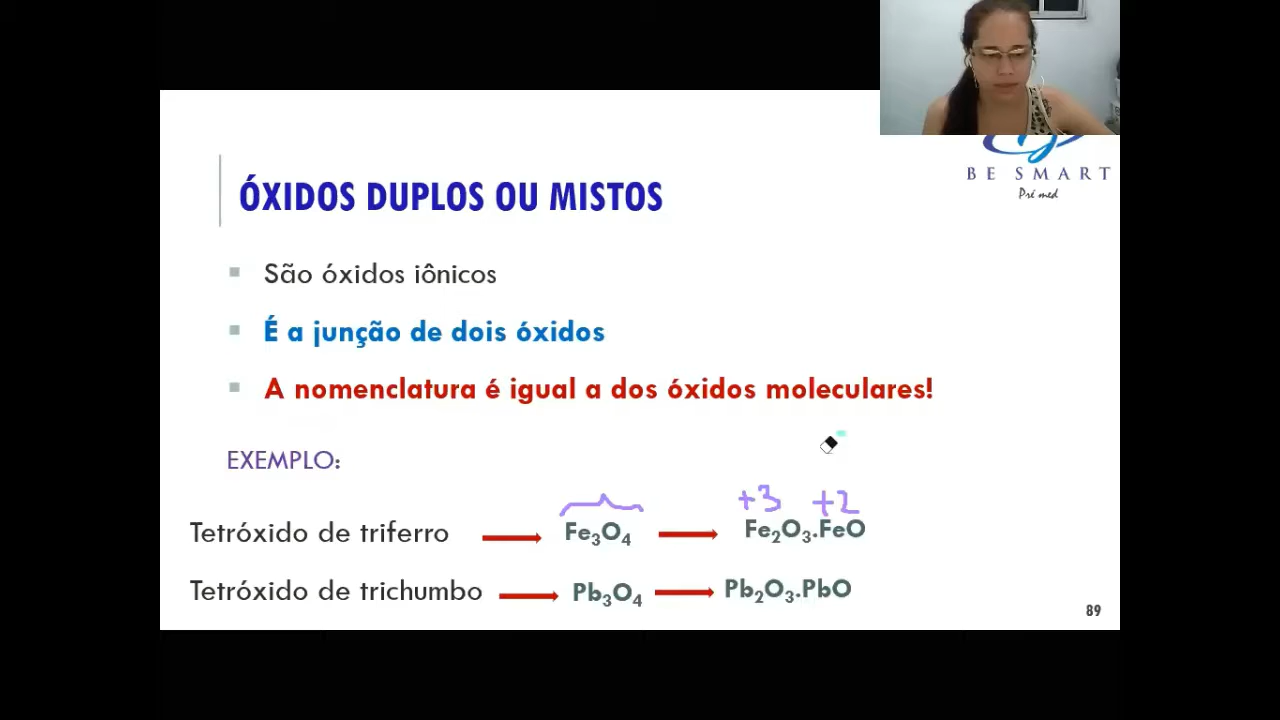 BE SMART
Pré med
ÓXIDOS DUPLOS OU MISTOS
São óxidos iônicos
É a junção de dois óxidos
A nomenclatura é igual a dos óxidos moleculares!
EXEMPLO:
+3 +2
Tetróxido de triferro Fe₃O₄ Fe₂O₃.FeO
Tetróxido de trichumbo Pb₃O₄ Pb₂O₃.PbO
89